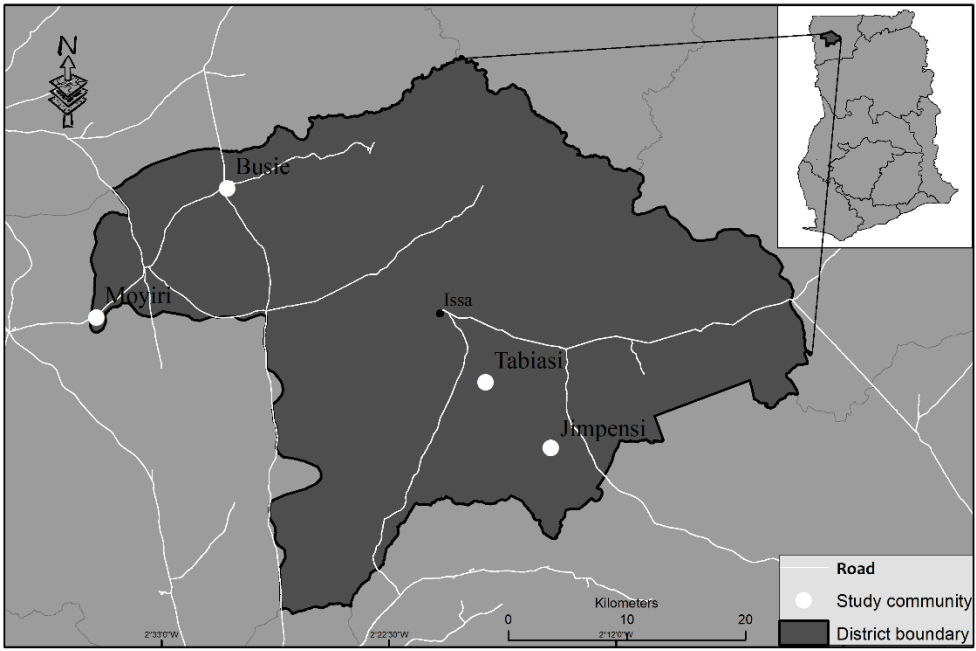 N
Busie
Moyiri
Issa
Tabiasi
Jimpensi
Road
Study community
District boundary
Kilometers
0 10 20
2°33'0"W 2°22'30"W 2°12'0"W